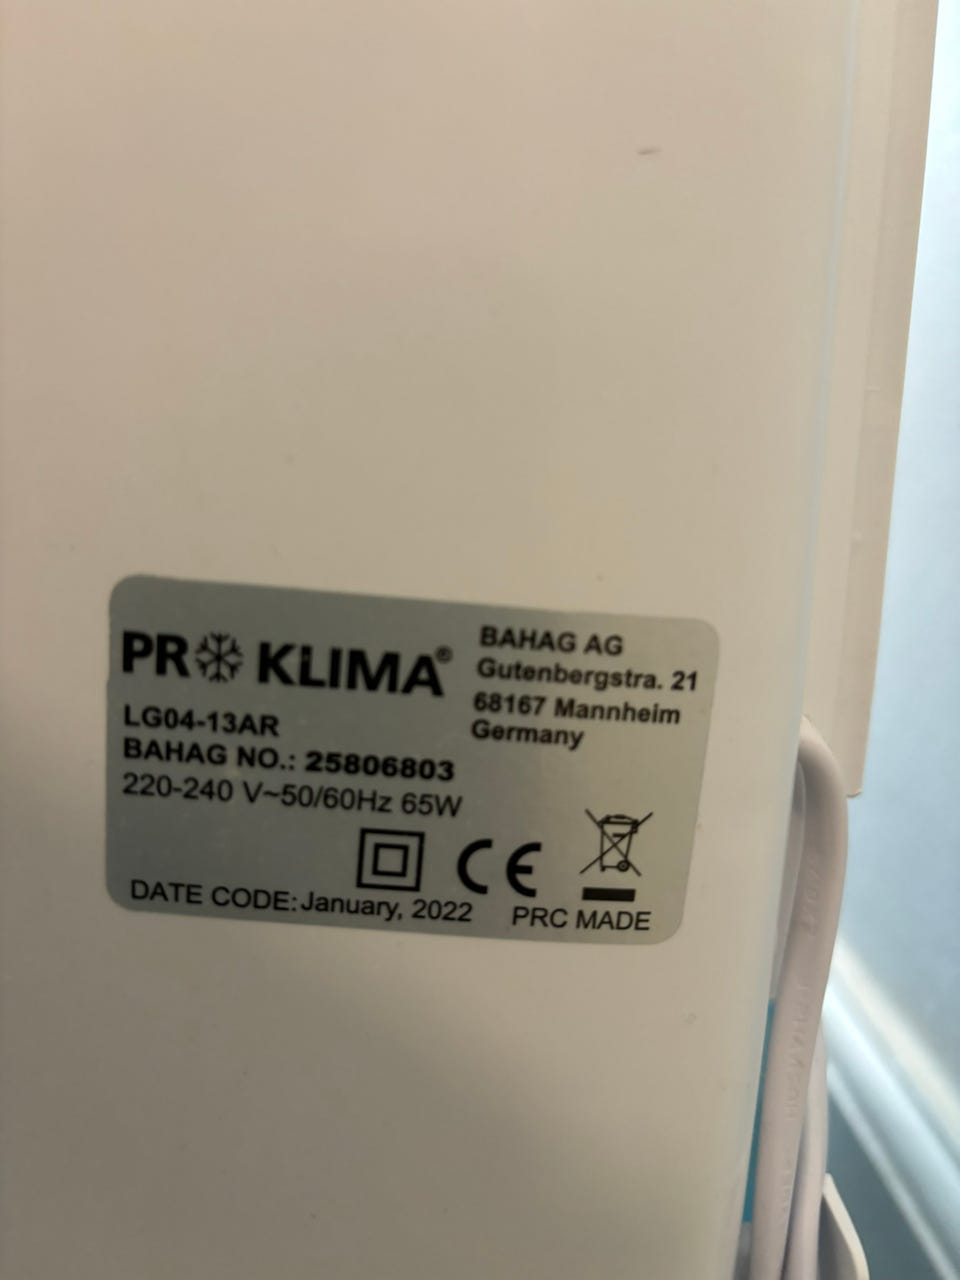 PRO KLIMA®
BAHAG AG
Gutenbergstra. 21
68167 Mannheim
Germany
LG04-13AR
BAHAG NO.: 25806803
220-240 V~50/60Hz 65W
CE
DATE CODE: January, 2022
PRC MADE